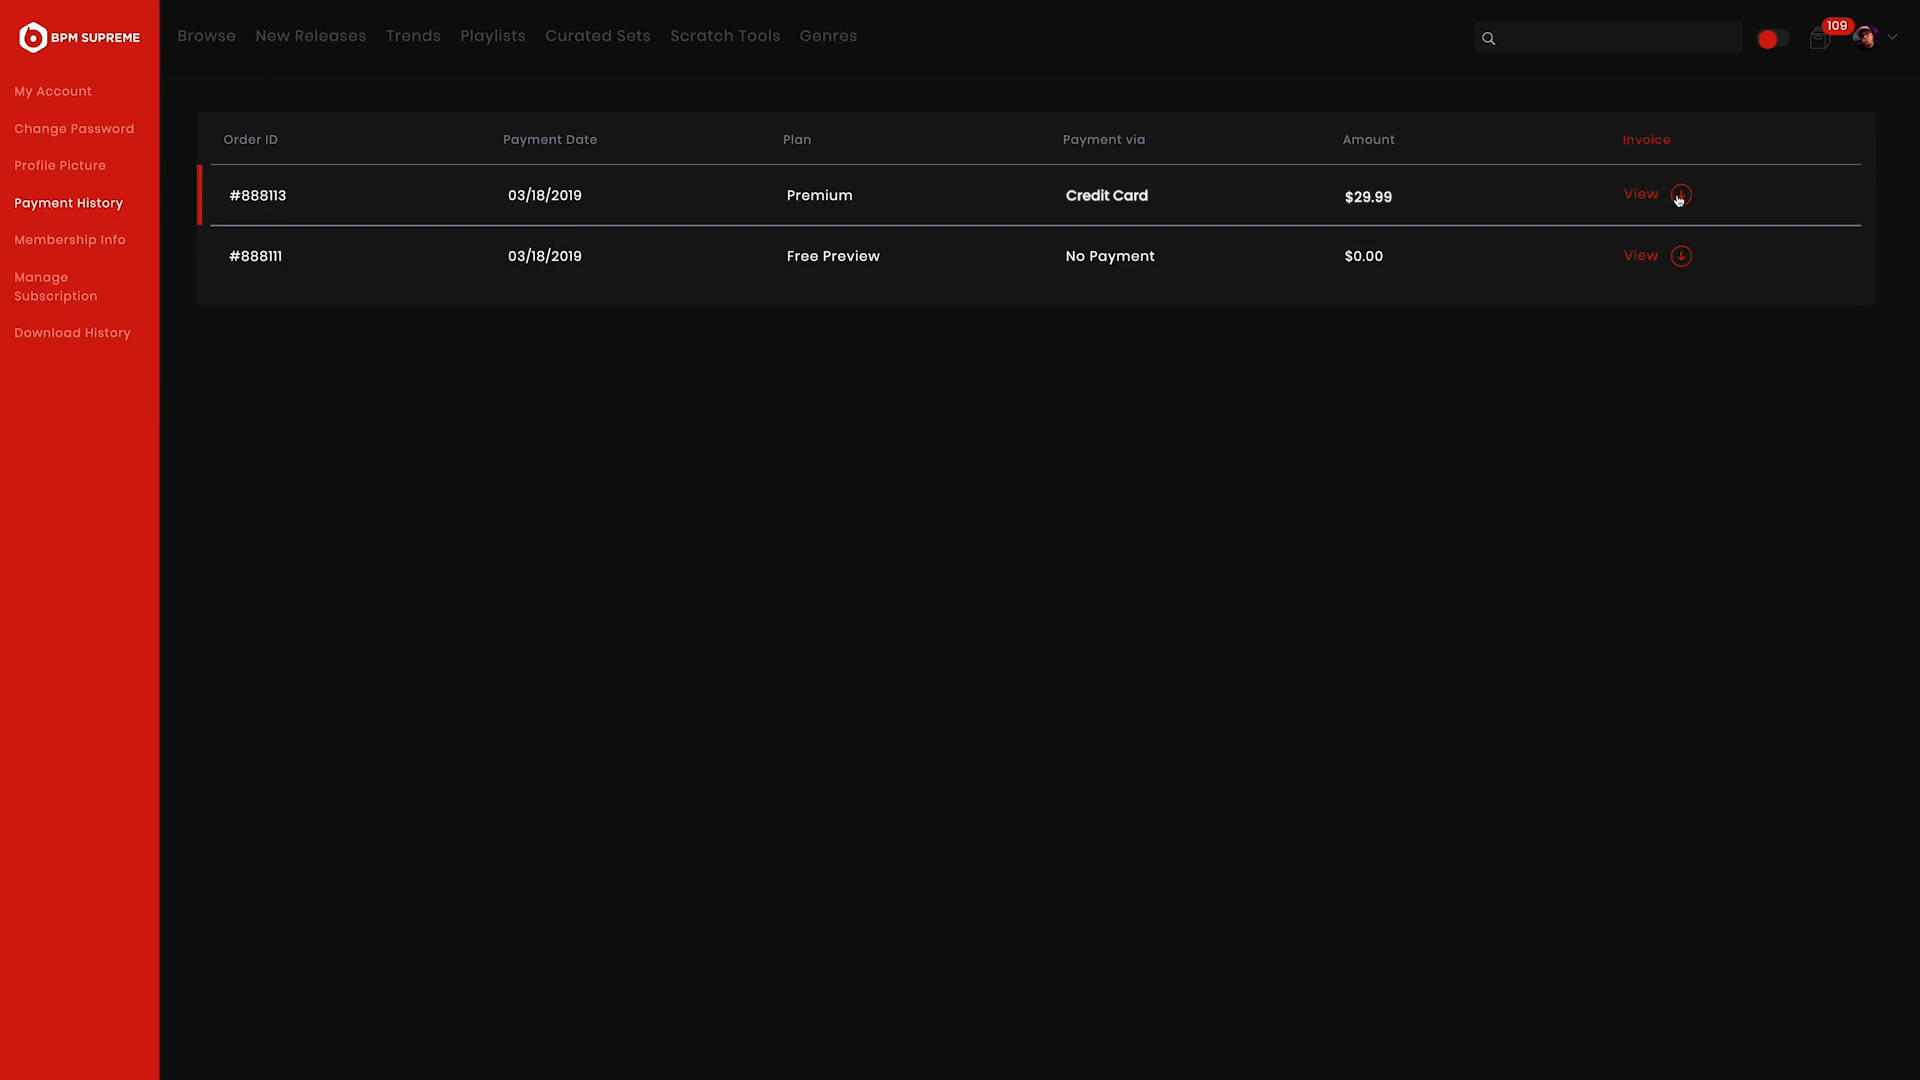 BPM SUPREME
Browse New Releases Trends Playlists Curated Sets Scratch Tools Genres
109
My Account
Change Password
Profile Picture
Payment History
Membership Info
Manage
Subscription
Download History
Order ID Payment Date Plan Payment via Amount Invoice
#888113 03/18/2019 Premium Credit Card $29.99 View
#888111 03/18/2019 Free Preview No Payment $0.00 View